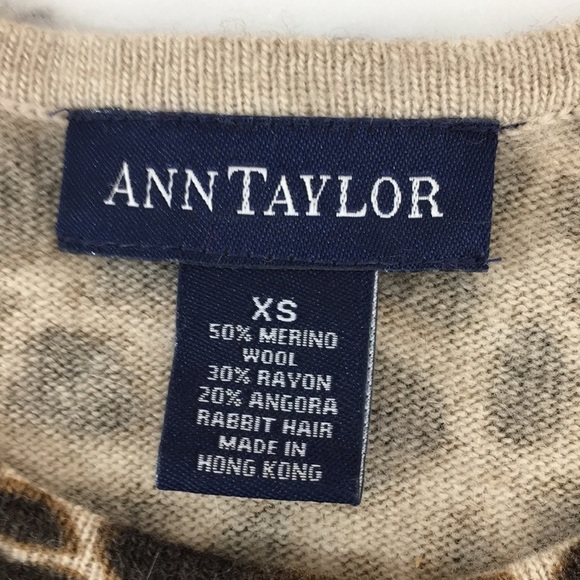 ANN TAYLOR
XS
50% MERINO
WOOL
30% RAYON
20% ANGORA
RABBIT HAIR
MADE IN
HONG KONG